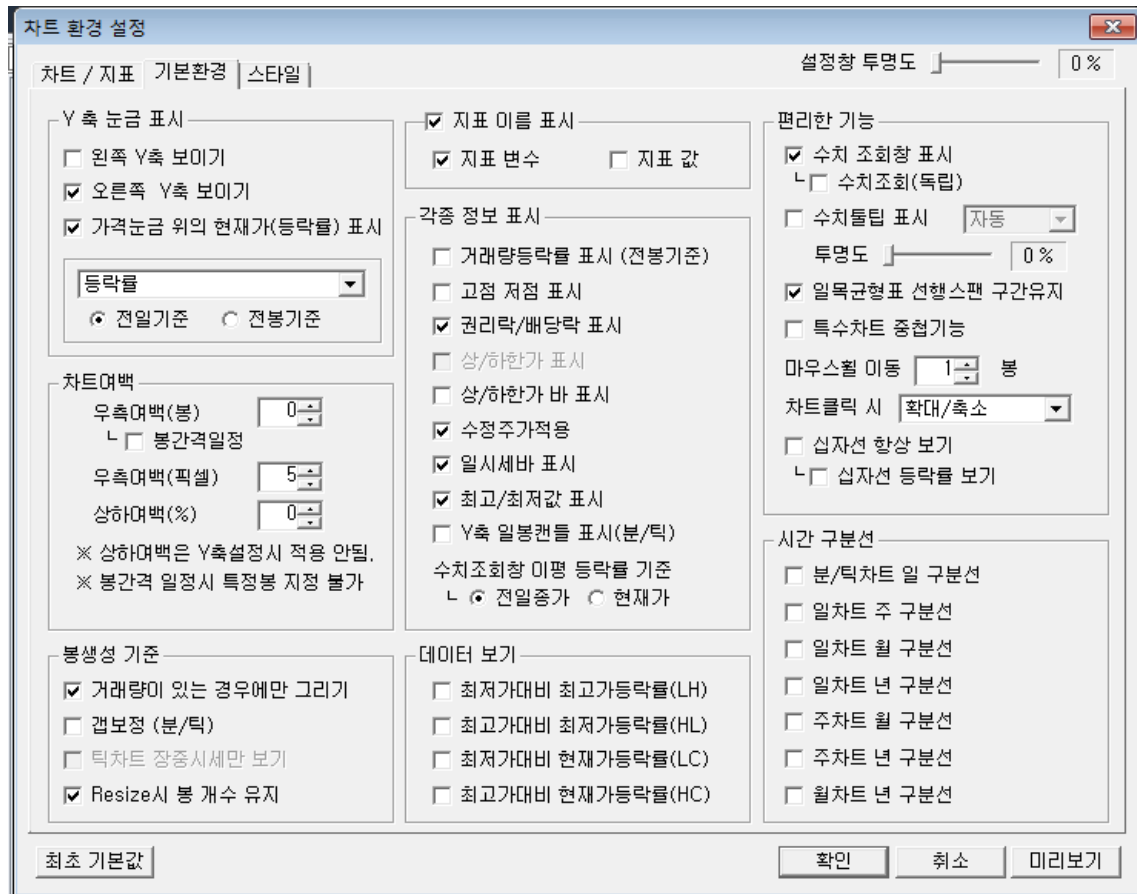 차트 환경 설정
차트 / 지표
기본환경
스타일
설정창 투명도
0 %
Y 축 눈금 표시
왼쪽 Y축 보이기
오른쪽 Y축 보이기
가격눈금 위의 현재가(등락률) 표시
등락률
전일기준 전봉기준
차트여백
우측여백(봉) 0
└ 봉간격일정
우측여백(픽셀) 5
상하여백(%) 0
※ 상하여백은 Y축설정시 적용 안됨.
※ 봉간격 일정시 특정봉 지정 불가
봉생성 기준
거래량이 있는 경우에만 그리기
갭보정 (분/틱)
틱차트 장중시세만 보기
Resize시 봉 개수 유지
지표 이름 표시
지표 변수 지표 값
각종 정보 표시
거래량등락률 표시 (전봉기준)
고점 저점 표시
권리락/배당락 표시
상/하한가 표시
상/하한가 바 표시
수정주가적용
일시세바 표시
최고/최저값 표시
Y축 일봉캔들 표시(분/틱)
수치조회창 이평 등락률 기준
└ 전일종가 현재가
데이터 보기
최저가대비 최고가등락률(LH)
최고가대비 최저가등락률(HL)
최저가대비 현재가등락률(LC)
최고가대비 현재가등락률(HC)
편리한 기능
수치 조회창 표시
└ 수치조회(독립)
수치툴팁 표시 자동
투명도 0 %
일목균형표 선행스팬 구간유지
특수차트 중첩기능
마우스휠 이동 1 봉
차트클릭 시 확대/축소
십자선 항상 보기
└ 십자선 등락률 보기
시간 구분선
분/틱차트 일 구분선
일차트 주 구분선
일차트 월 구분선
일차트 년 구분선
주차트 월 구분선
주차트 년 구분선
월차트 년 구분선
최초 기본값
확인
취소
미리보기